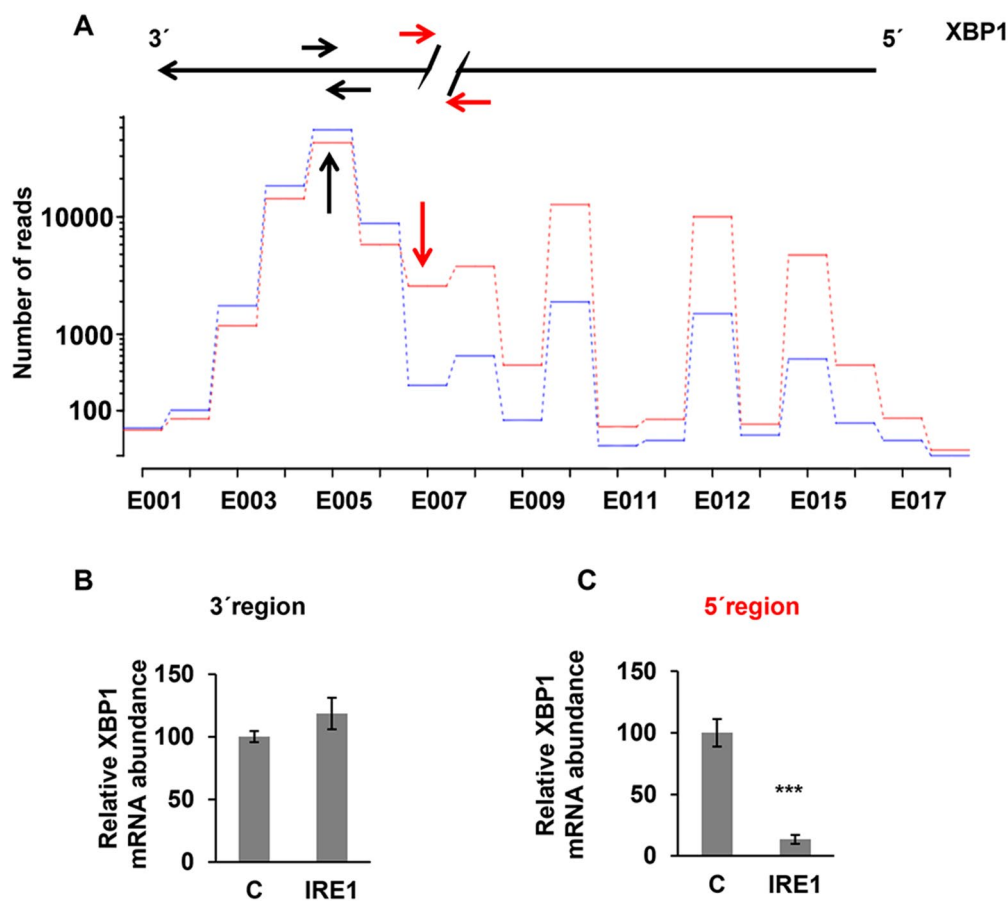 A
3´
5´
XBP1
Number of reads
10000
1000
100
E001 E003 E005 E007 E009 E011 E012 E015 E017
B
3´region
Relative XBP1
mRNA abundance
150
100
50
0
C IRE1
C
5´region
Relative XBP1
mRNA abundance
150
100
50
0
***
C IRE1